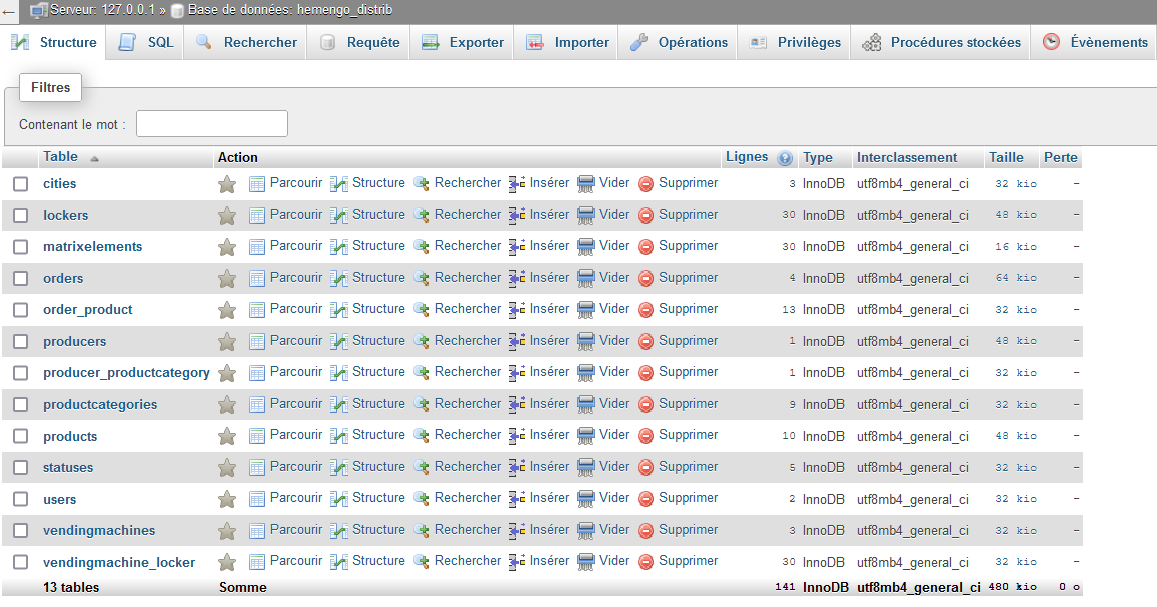 ← Serveur: 127.0.0.1 » Base de données: hemengo_distrib
Structure SQL Rechercher Requête Exporter Importer Opérations Privilèges Procédures stockées Évènements
Filtres
Contenant le mot :
Table Action Lignes Type Interclassement Taille Perte
cities Parcourir Structure Rechercher Insérer Vider Supprimer 3 InnoDB utf8mb4_general_ci 32 kio -
lockers Parcourir Structure Rechercher Insérer Vider Supprimer 30 InnoDB utf8mb4_general_ci 48 kio -
matrixelements Parcourir Structure Rechercher Insérer Vider Supprimer 30 InnoDB utf8mb4_general_ci 16 kio -
orders Parcourir Structure Rechercher Insérer Vider Supprimer 4 InnoDB utf8mb4_general_ci 64 kio -
order_product Parcourir Structure Rechercher Insérer Vider Supprimer 13 InnoDB utf8mb4_general_ci 32 kio -
producers Parcourir Structure Rechercher Insérer Vider Supprimer 1 InnoDB utf8mb4_general_ci 48 kio -
producer_productcategory Parcourir Structure Rechercher Insérer Vider Supprimer 1 InnoDB utf8mb4_general_ci 32 kio -
productcategories Parcourir Structure Rechercher Insérer Vider Supprimer 9 InnoDB utf8mb4_general_ci 32 kio -
products Parcourir Structure Rechercher Insérer Vider Supprimer 10 InnoDB utf8mb4_general_ci 48 kio -
statuses Parcourir Structure Rechercher Insérer Vider Supprimer 5 InnoDB utf8mb4_general_ci 32 kio -
users Parcourir Structure Rechercher Insérer Vider Supprimer 2 InnoDB utf8mb4_general_ci 32 kio -
vendingmachines Parcourir Structure Rechercher Insérer Vider Supprimer 3 InnoDB utf8mb4_general_ci 32 kio -
vendingmachine_locker Parcourir Structure Rechercher Insérer Vider Supprimer 30 InnoDB utf8mb4_general_ci 32 kio -
13 tables Somme 141 InnoDB utf8mb4_general_ci 480 kio 0 o